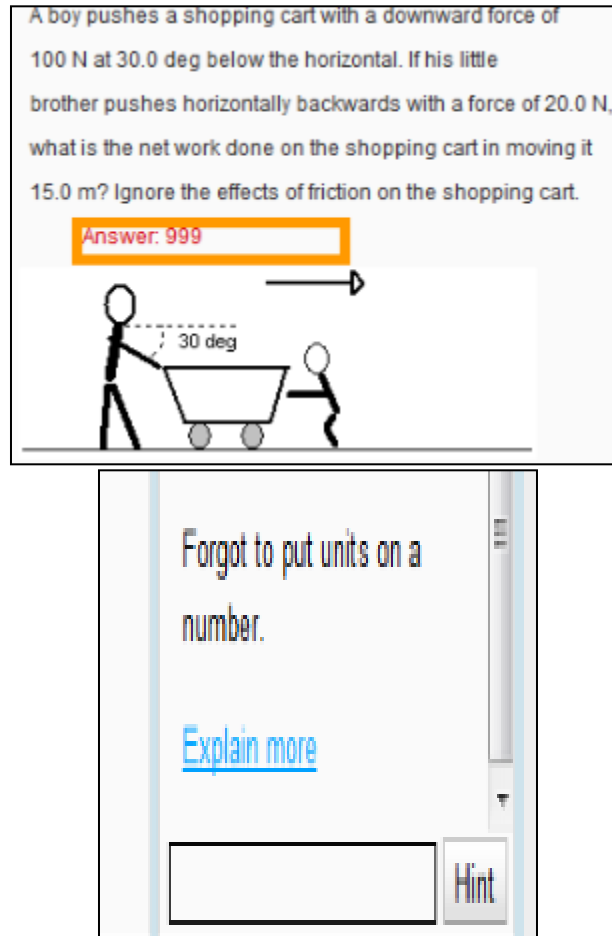 A boy pushes a shopping cart with a downward force of
100 N at 30.0 deg below the horizontal. If his little
brother pushes horizontally backwards with a force of 20.0 N,
what is the net work done on the shopping cart in moving it
15.0 m? Ignore the effects of friction on the shopping cart.
Answer: 999
30 deg
Forgot to put units on a
number.
Explain more
Hint